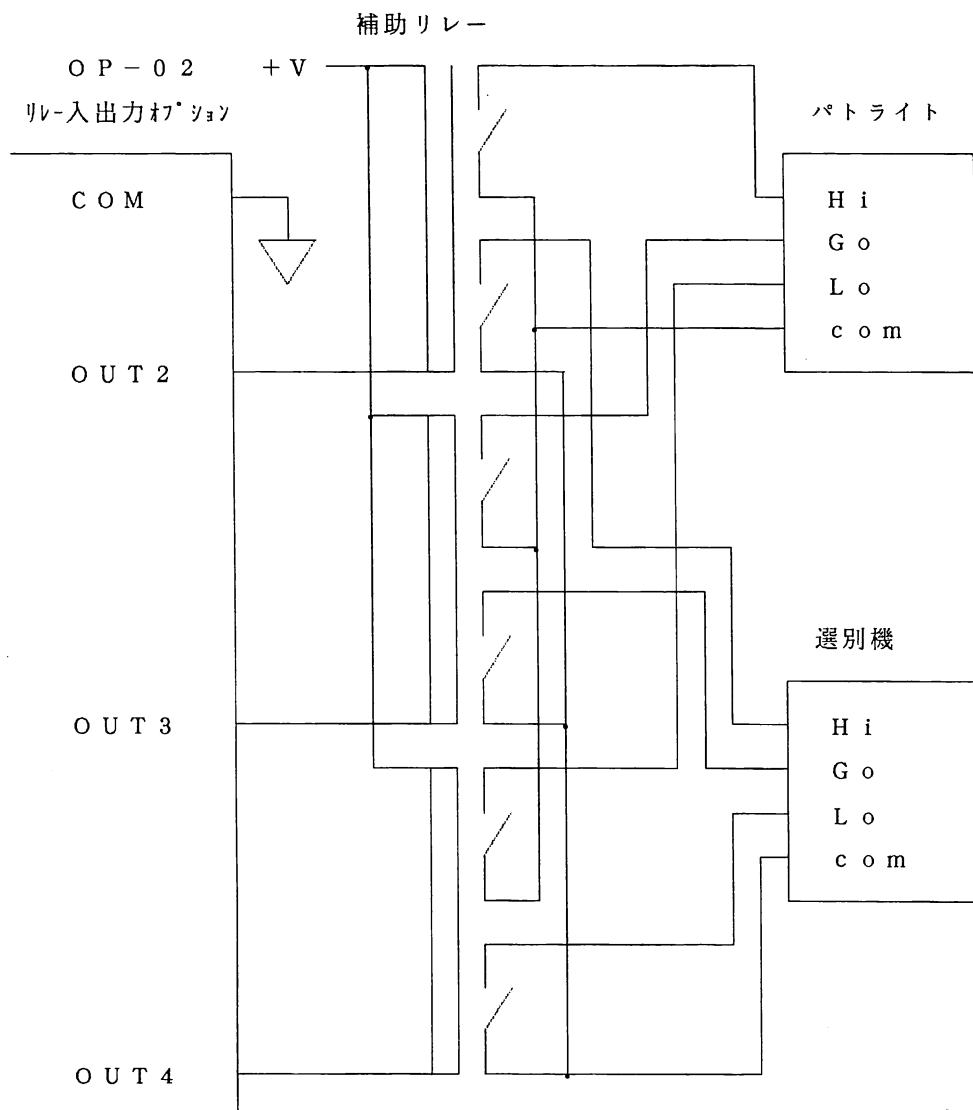 補助リレー
OP-02 +V
ﾘﾚｰ入出力ｵﾌﾟｼｮﾝ
パトライト
COM
Hi
Go
Lo
com
OUT2
選別機
OUT3
Hi
Go
Lo
com
OUT4